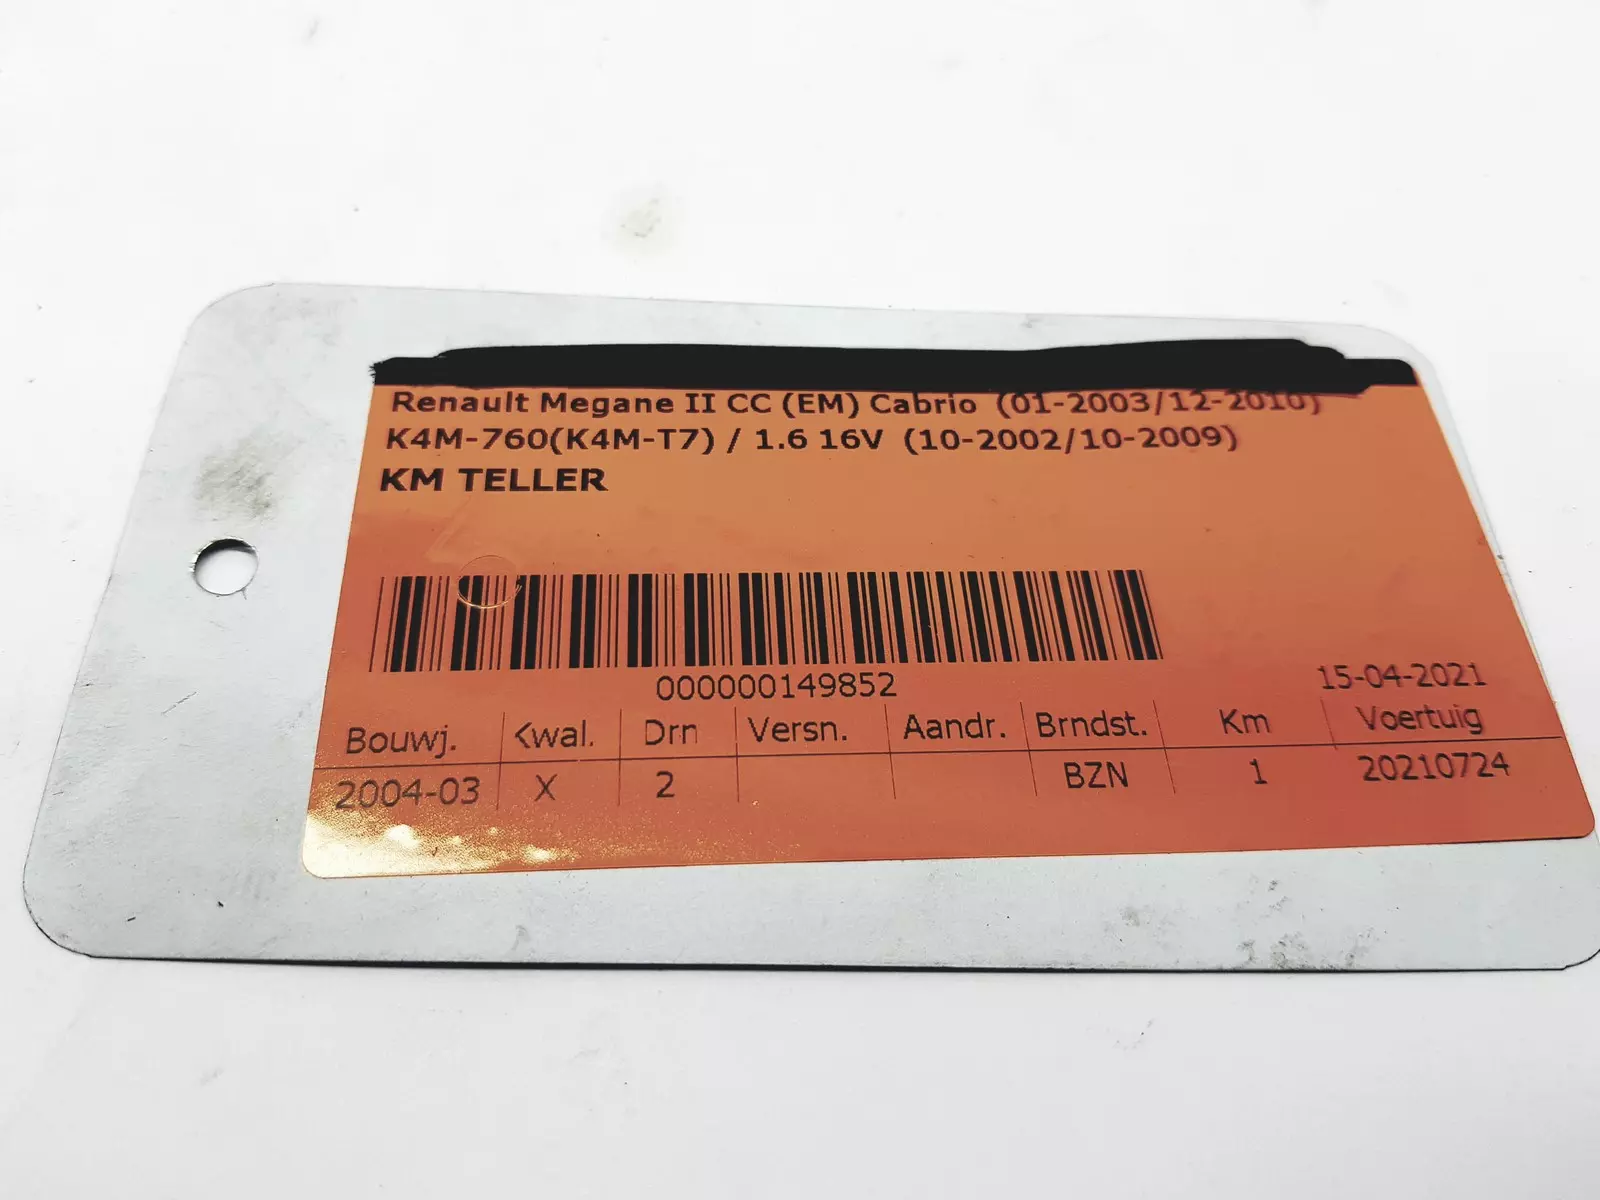 Renault Megane II CC (EM) Cabrio (01-2003/12-2010)
K4M-760(K4M-T7) / 1.6 16V (10-2002/10-2009)
KM TELLER
000000149852
15-04-2021
Bouwj. Kwal. Drn Versn. Aandr. Brndst. Km Voertuig
2004-03 X 2 BZN 1 20210724